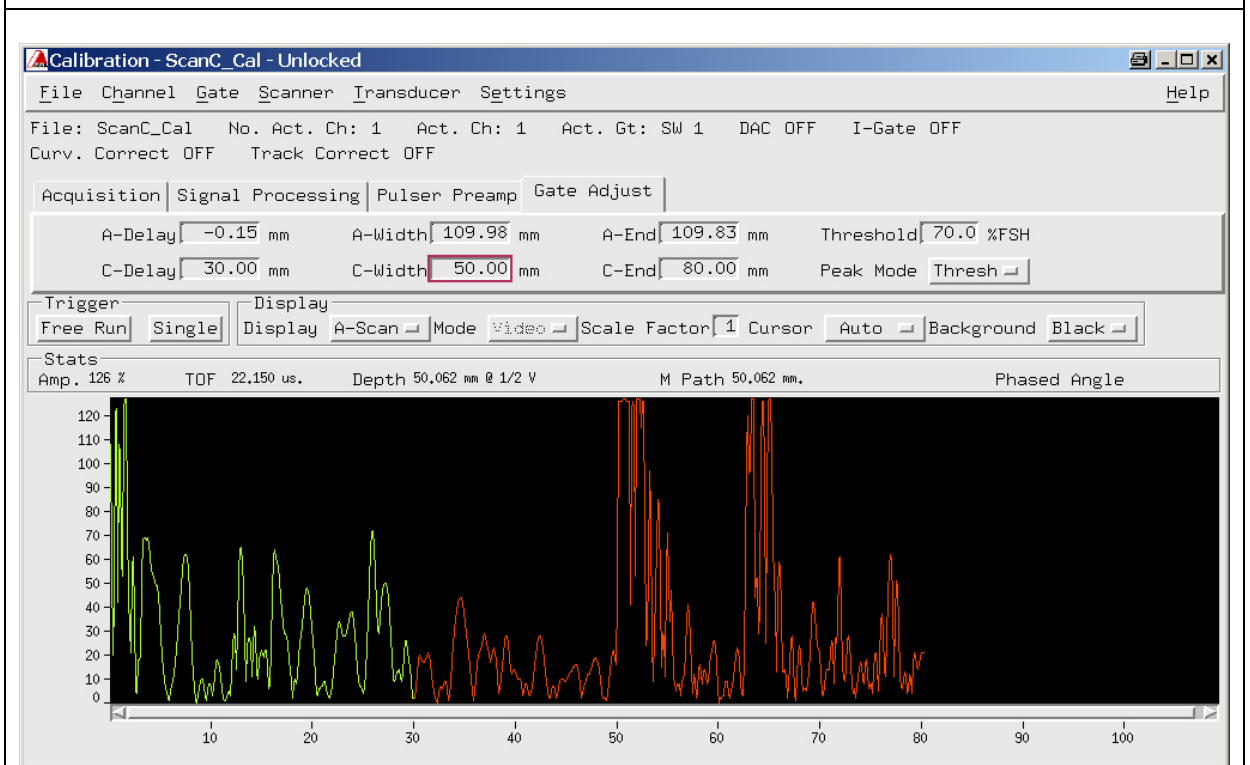 Calibration - ScanC_Cal - Unlocked
File Channel Gate Scanner Transducer Settings Help
File: ScanC_Cal No. Act. Ch: 1 Act. Ch: 1 Act. Gt: SW 1 DAC OFF I-Gate OFF
Curv. Correct OFF Track Correct OFF
Acquisition Signal Processing Pulser Preamp Gate Adjust
A-Delay -0.15 mm A-Width 109.98 mm A-End 109.83 mm Threshold 70.0 %FSH
C-Delay 30.00 mm C-Width 50.00 mm C-End 80.00 mm Peak Mode Thresh
Trigger Display
Free Run Single Display A-Scan Mode Video Scale Factor 1 Cursor Auto Background Black
Stats
Amp. 126 % TOF 22.150 us. Depth 50.062 mm @ 1/2 V M Path 50.062 mm. Phased Angle
120
110
100
90
80
70
60
50
40
30
20
10
0
10 20 30 40 50 60 70 80 90 100